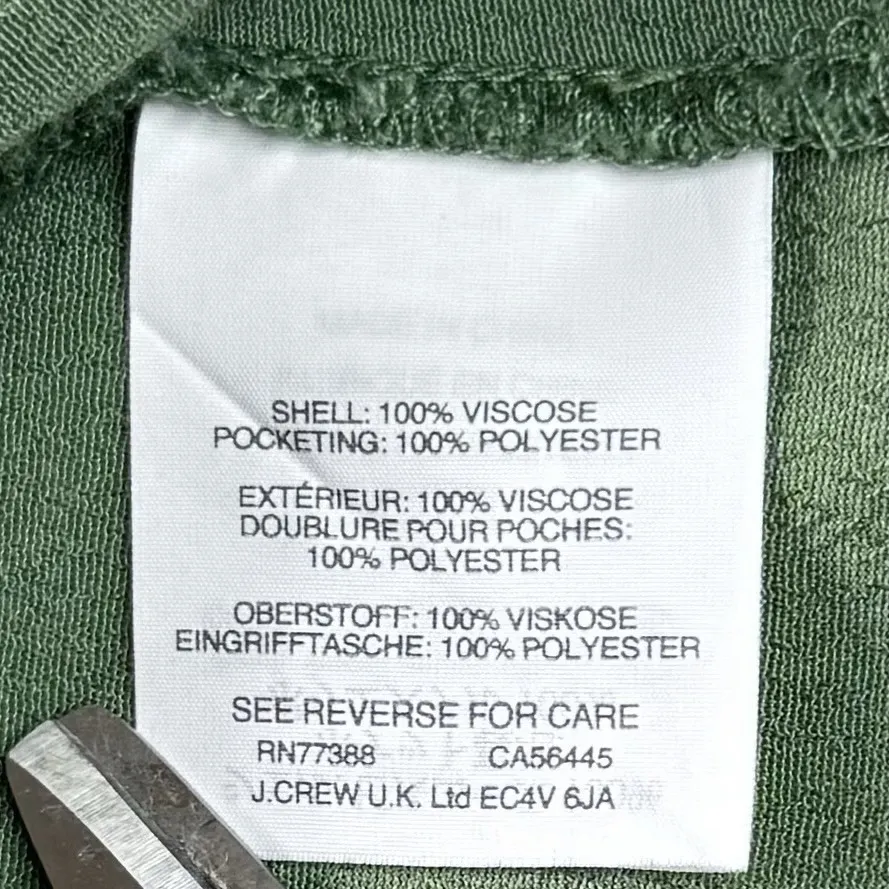 SHELL: 100% VISCOSE
POCKETING: 100% POLYESTER
EXTÉRIEUR: 100% VISCOSE
DOUBLURE POUR POCHES:
100% POLYESTER
OBERSTOFF: 100% VISKOSE
EINGRIFFTASCHE: 100% POLYESTER
SEE REVERSE FOR CARE
RN77388 CA56445
J.CREW U.K. Ltd EC4V 6JA